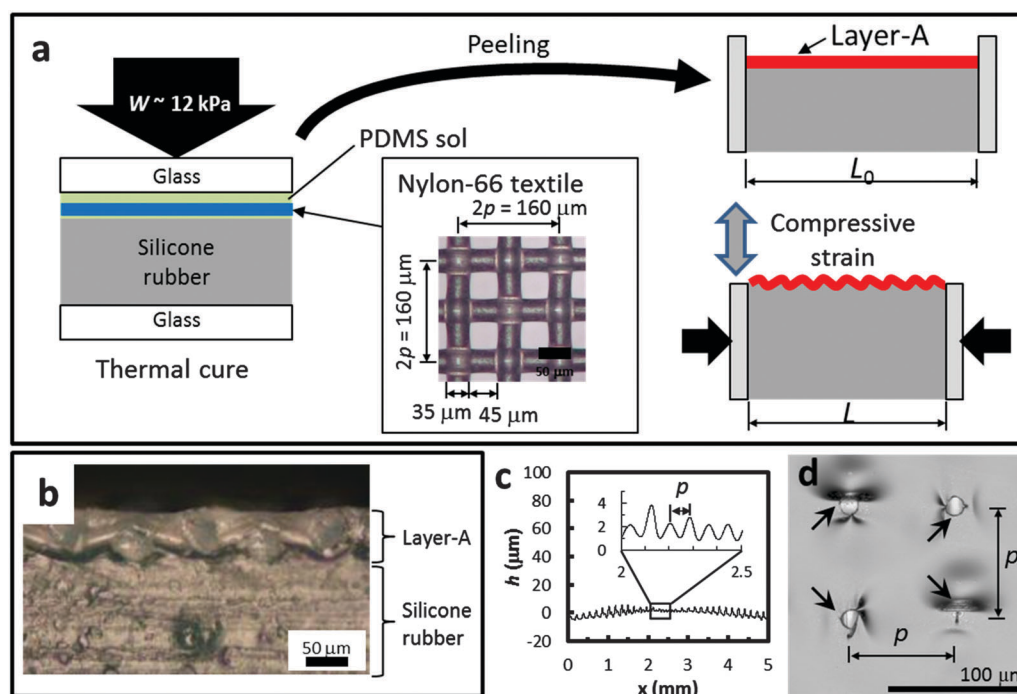 a
Peeling
Layer-A
W ~ 12 kPa
PDMS sol
Glass
Silicone
rubber
Glass
Thermal cure
Nylon-66 textile
2p = 160 μm
2p = 160 μm
50 μm
35 μm
45 μm
L0
Compressive
strain
L
b
Layer-A
Silicone
rubber
50 μm
c
100
80
60
40
20
0
-20
h (μm)
p
4
2
0
2
2.5
0
1
2
3
4
5
x (mm)
d
p
p
100 μm